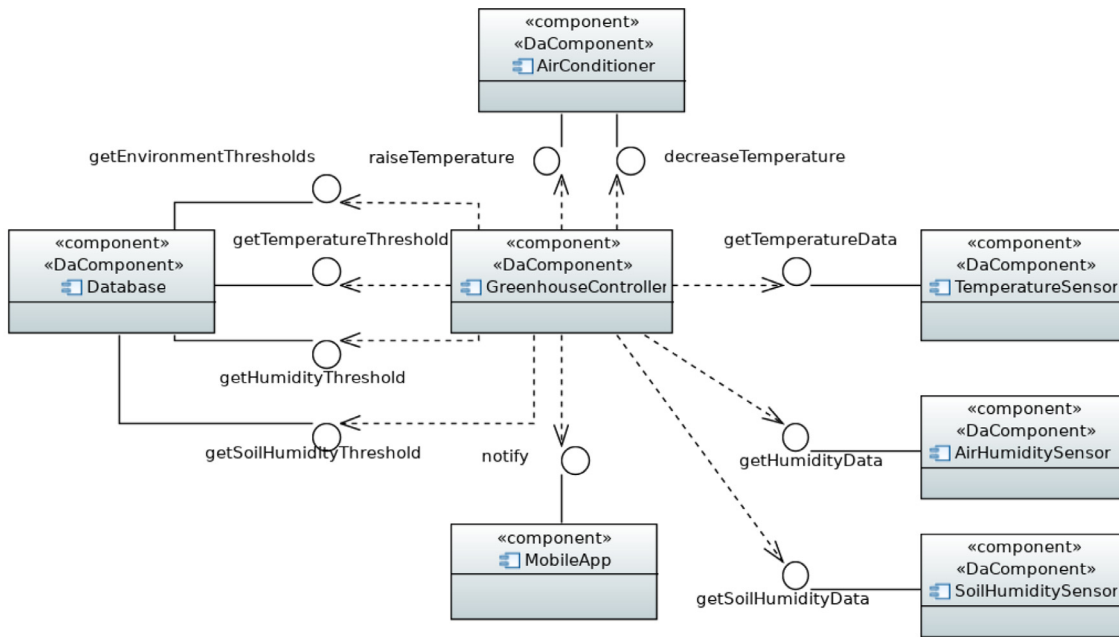 «component»
«DaComponent»
AirConditioner
getEnvironmentThresholds
raiseTemperature
decreaseTemperature
«component»
«DaComponent»
Database
getTemperatureThreshold
«component»
«DaComponent»
GreenhouseController
getTemperatureData
«component»
«DaComponent»
TemperatureSensor
getHumidityThreshold
getSoilHumidityThreshold
notify
getHumidityData
«component»
«DaComponent»
AirHumiditySensor
«component»
MobileApp
getSoilHumidityData
«component»
«DaComponent»
SoilHumiditySensor